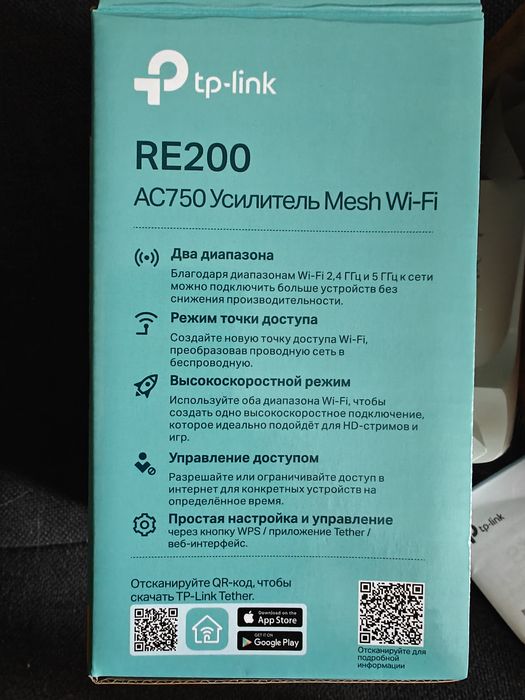 tp-link
RE200
AC750 Усилитель Mesh Wi-Fi
Два диапазона
Благодаря диапазонам Wi-Fi 2,4 ГГц и 5 ГГц к сети
можно подключить больше устройств без
снижения производительности.
Режим точки доступа
Создайте новую точку доступа Wi-Fi,
преобразовав проводную сеть в
беспроводную.
Высокоскоростной режим
Используйте оба диапазона Wi-Fi, чтобы
создать одно высокоскоростное подключение,
которое идеально подойдёт для HD-стримов и
игр.
Управление доступом
Разрешайте или ограничивайте доступ в
интернет для конкретных устройств на
определённое время.
Простая настройка и управление
через кнопку WPS / приложение Tether /
веб-интерфейс.
Отсканируйте QR-код, чтобы
скачать TP-Link Tether.
Download on the
App Store
GET IT ON
Google Play
Отсканируйте для
подробной
информации
tp-link